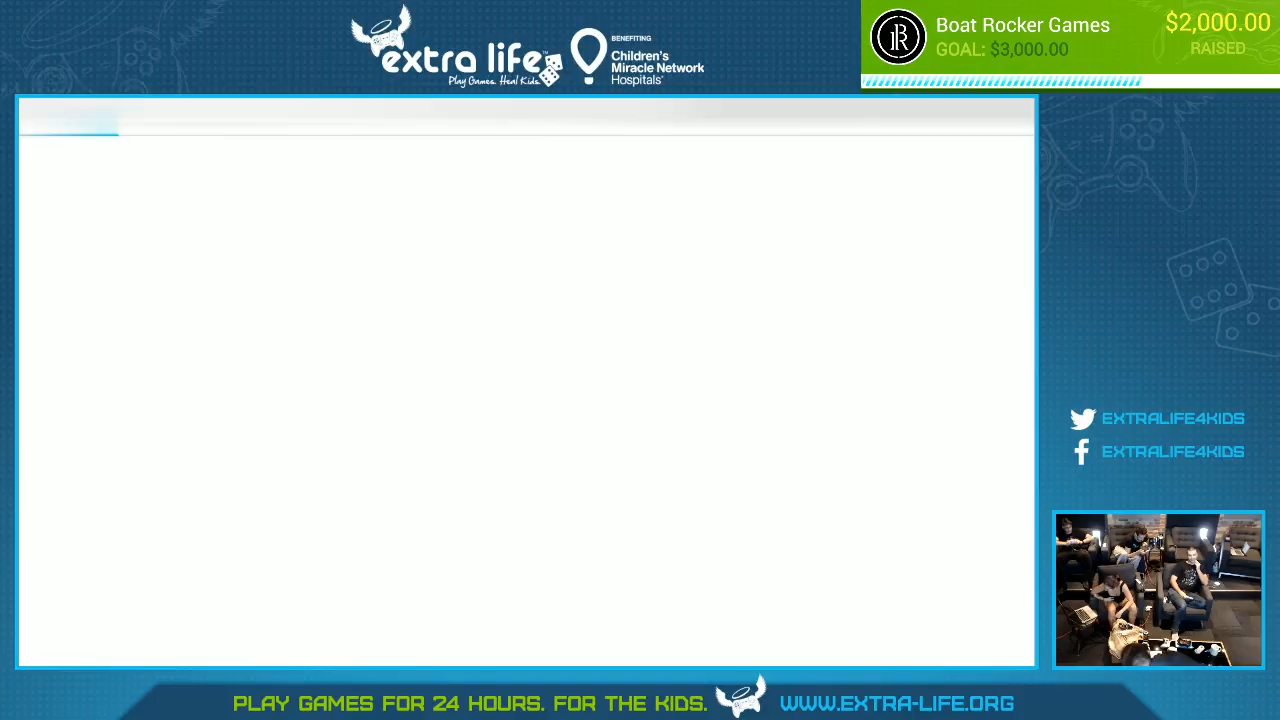 extra life™
Play Games. Heal Kids.
BENEFITING
Children's
Miracle Network
Hospitals®
Boat Rocker Games
GOAL: $3,000.00
$2,000.00
RAISED
EXTRALIFE4KIDS
EXTRALIFE4KIDS
PLAY GAMES FOR 24 HOURS. FOR THE KIDS.
WWW.EXTRA-LIFE.ORG